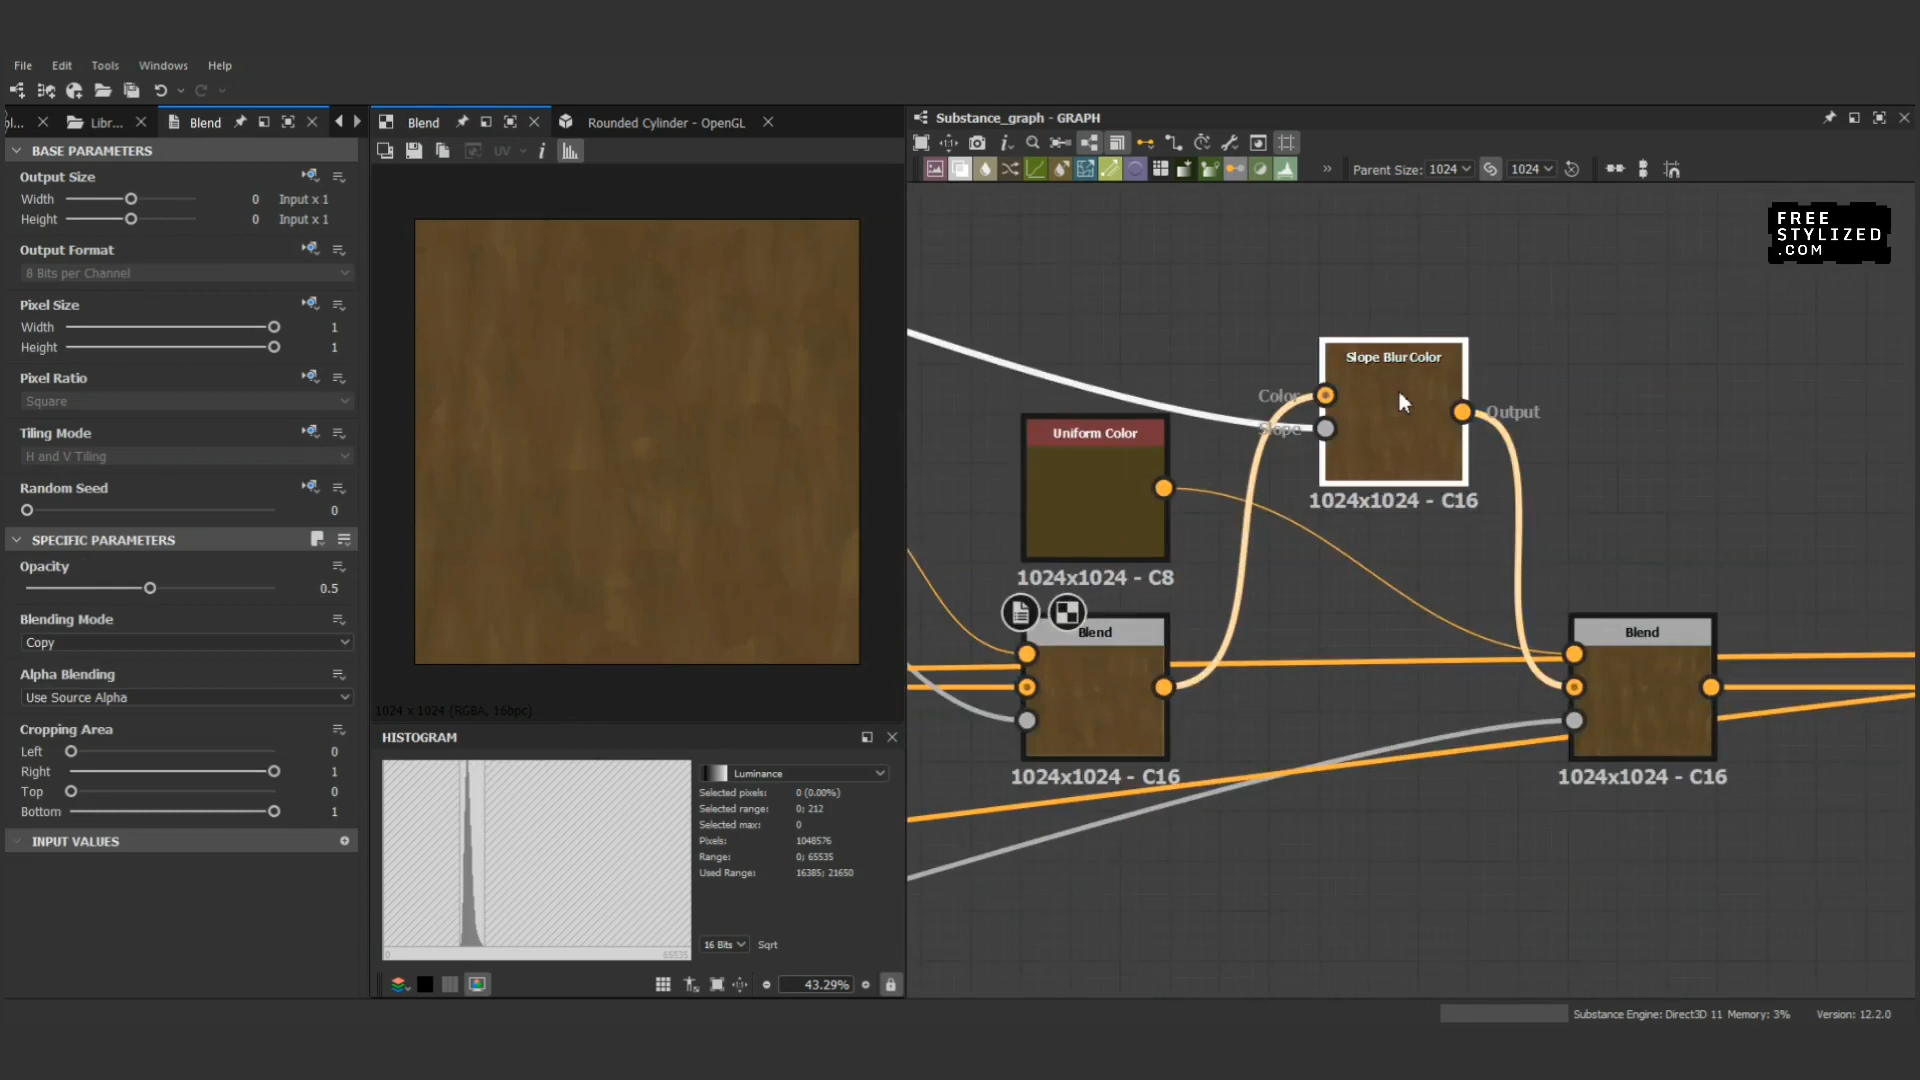 File Edit Tools Windows Help
Libr... Blend
BASE PARAMETERS
Output Size
Width 0 Input x 1
Height 0 Input x 1
Output Format
8 Bits per Channel
Pixel Size
Width 1
Height 1
Pixel Ratio
Square
Tiling Mode
H and V Tiling
Random Seed
0
SPECIFIC PARAMETERS
Opacity
0.5
Blending Mode
Copy
Alpha Blending
Use Source Alpha
Cropping Area
Left 0
Right 1
Top 0
Bottom 1
INPUT VALUES
Blend Rounded Cylinder - OpenGL
UV
1024 x 1024 (RGBA, 16bpc)
HISTOGRAM
Luminance
Selected pixels: 0 (0.00%)
Selected range: 0; 212
Selected max: 0
Pixels: 1048576
Range: 0; 65535
Used Range: 16385; 21650
16 Bits Sqrt
0 65535
43.29%
Substance_graph - GRAPH
Parent Size: 1024 1024
FREE
STYLIZED
.COM
Slope Blur Color
Color
Slope
Output
1024x1024 - C16
Uniform Color
1024x1024 - C8
Blend
1024x1024 - C16
Blend
1024x1024 - C16
Substance Engine: Direct3D 11 Memory: 3% Version: 12.2.0